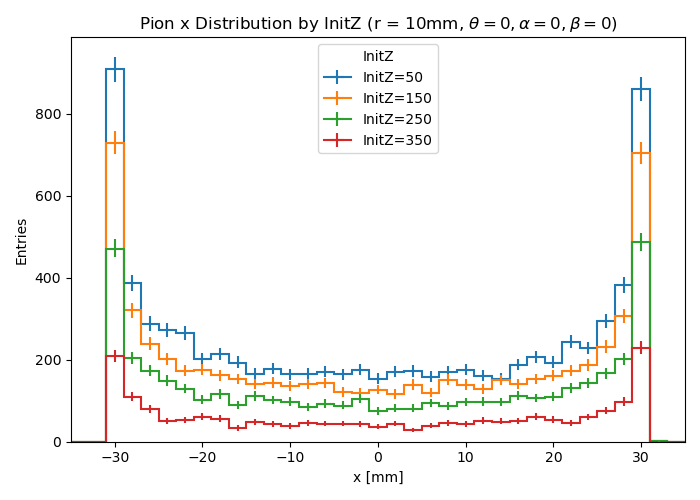 Pion x Distribution by InitZ (r = 10mm, θ = 0, α = 0, β = 0)
InitZ
InitZ=50
InitZ=150
InitZ=250
InitZ=350
Entries
800
600
400
200
0
−30 −20 −10 0 10 20 30
x [mm]